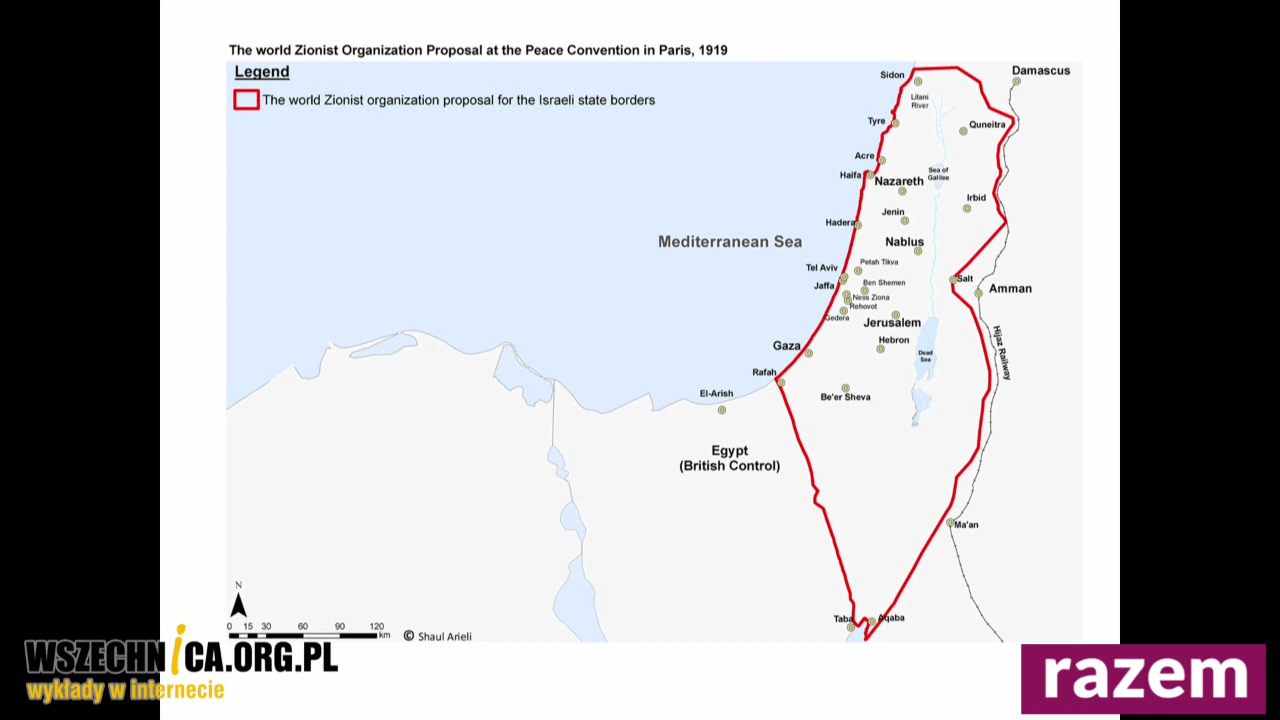 The world Zionist Organization Proposal at the Peace Convention in Paris, 1919
Legend
The world Zionist organization proposal for the Israeli state borders
Damascus
Sidon
Litani
River
Tyre
Quneitra
Acre
Haifa
Nazareth
Sea of
Galilee
Irbid
Jenin
Hadera
Nablus
Mediterranean Sea
Petah Tikva
Tel Aviv
Salt
Jaffa
Ben Shemen
Amman
Ness Ziona
Rehovot
Gedera
Jerusalem
Hijaz Railway
Hebron
Gaza
Dead
Sea
Rafah
El-Arish
Be'er Sheva
Egypt
(British Control)
Ma'an
Taba
Aqaba
N
0 15 30 60 90 120
km
© Shaul Arieli
WSZECHNiCA.ORG.PL
wykłady w internecie
razem